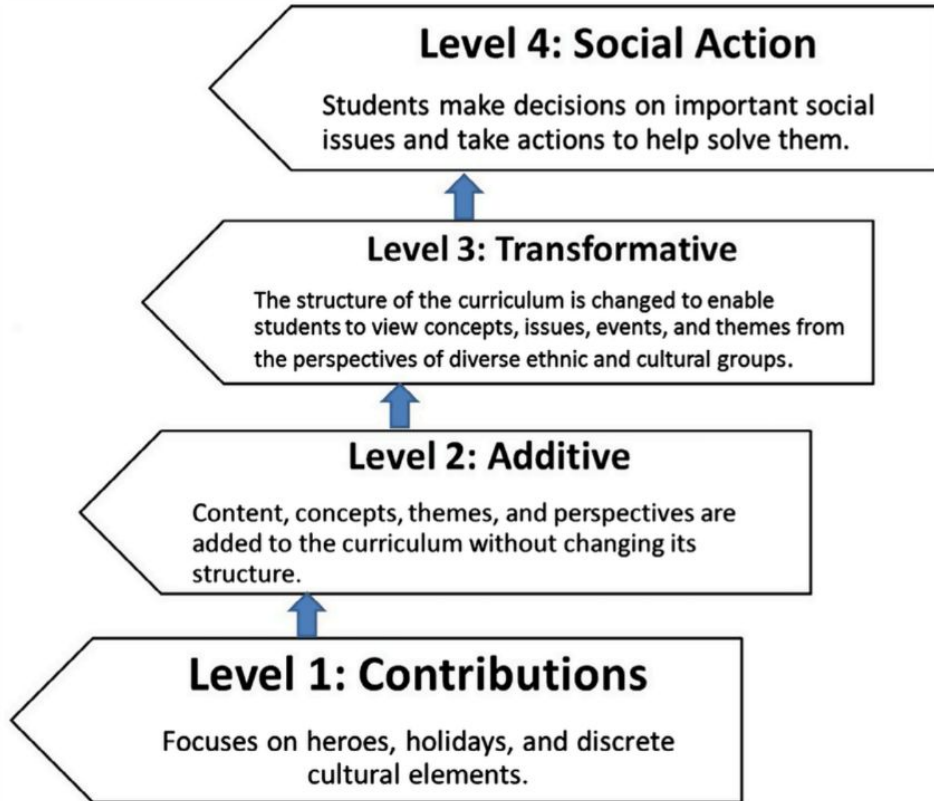 Level 4: Social Action
Students make decisions on important social
issues and take actions to help solve them.
Level 3: Transformative
The structure of the curriculum is changed to enable
students to view concepts, issues, events, and themes from
the perspectives of diverse ethnic and cultural groups.
Level 2: Additive
Content, concepts, themes, and perspectives are
added to the curriculum without changing its
structure.
Level 1: Contributions
Focuses on heroes, holidays, and discrete
cultural elements.